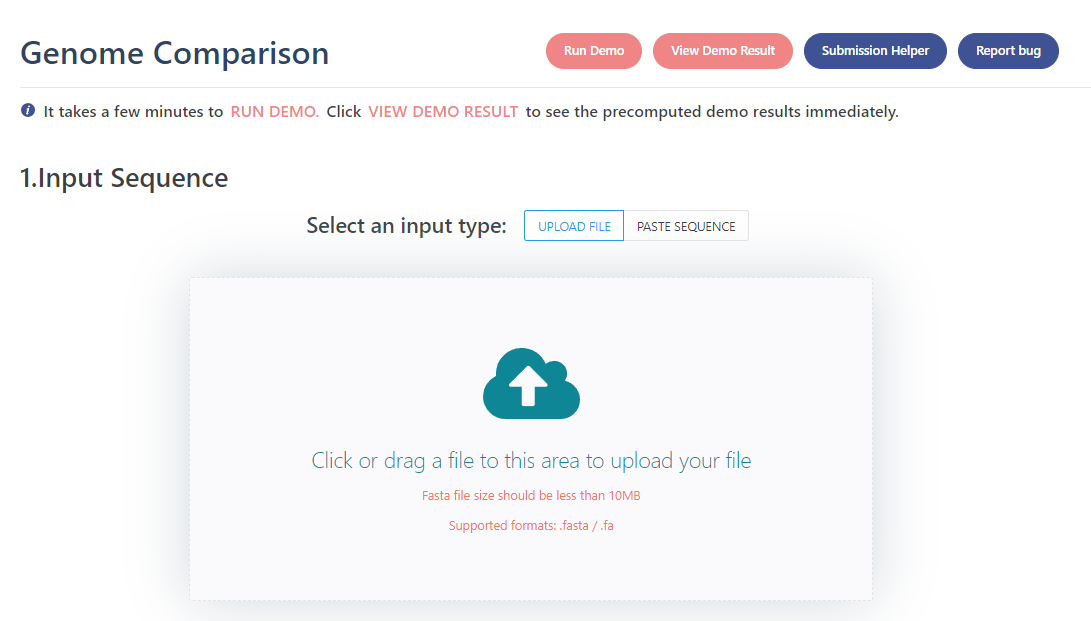 Genome Comparison
Run Demo
View Demo Result
Submission Helper
Report bug
It takes a few minutes to RUN DEMO. Click VIEW DEMO RESULT to see the precomputed demo results immediately.
1.Input Sequence
Select an input type:
UPLOAD FILE
PASTE SEQUENCE
Click or drag a file to this area to upload your file
Fasta file size should be less than 10MB
Supported formats: .fasta / .fa